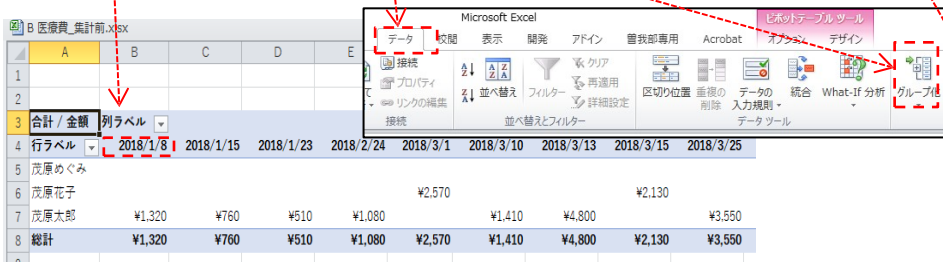 B 医療費_集計前.xlsx
Microsoft Excel
ピボットテーブル ツール
データ 校閲 表示 開発 アドイン 曽我部専用 Acrobat オプション デザイン
接続
プロパティ
リンクの編集
接続
並べ替え
フィルター
クリア
再適用
詳細設定
並べ替えとフィルター
区切り位置
重複の
削除
データの
入力規則
統合
What-If 分析
データ ツール
グループ化
A B C D E
1
2
3 合計 / 金額 列ラベル
4 行ラベル 2018/1/8 2018/1/15 2018/1/23 2018/2/24 2018/3/1 2018/3/10 2018/3/13 2018/3/15 2018/3/25
5 茂原めぐみ
6 茂原花子 ¥2,570 ¥2,130
7 茂原太郎 ¥1,320 ¥760 ¥510 ¥1,080 ¥1,410 ¥4,800 ¥3,550
8 総計 ¥1,320 ¥760 ¥510 ¥1,080 ¥2,570 ¥1,410 ¥4,800 ¥2,130 ¥3,550